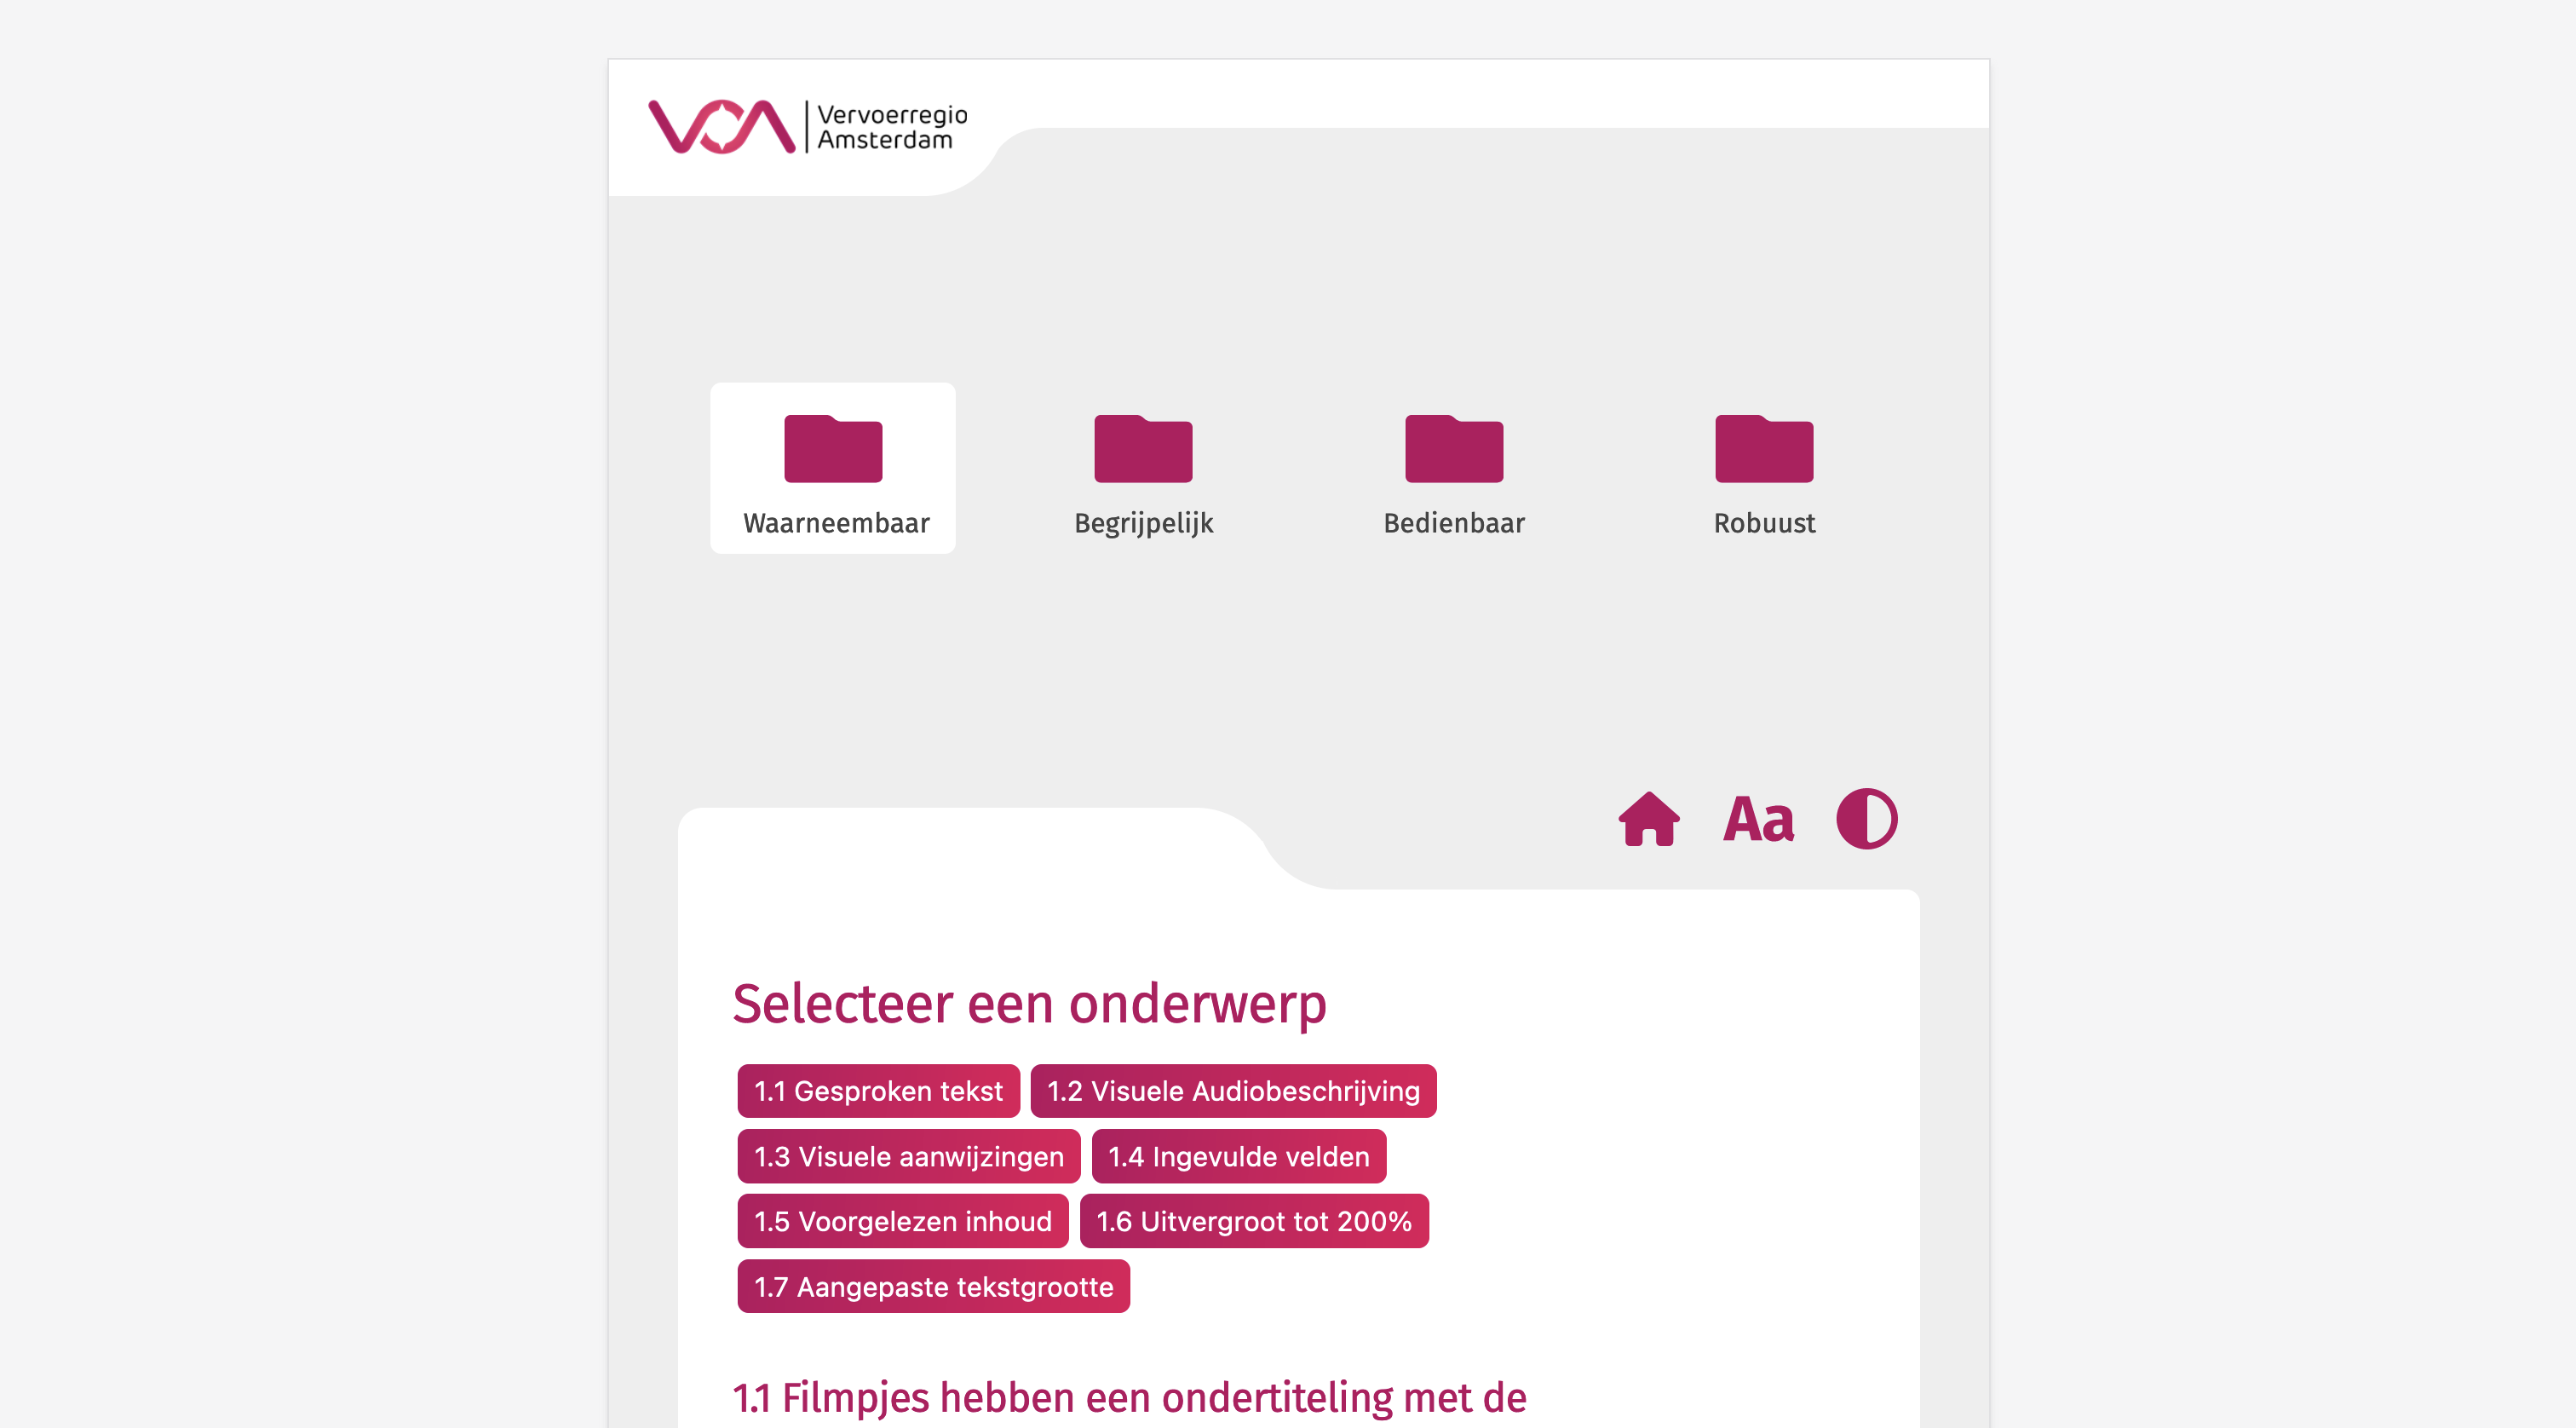 VOA
Vervoerregio
Amsterdam
Waarneembaar
Begrijpelijk
Bedienbaar
Robuust
Aa
Selecteer een onderwerp
1.1 Gesproken tekst
1.2 Visuele Audiobeschrijving
1.3 Visuele aanwijzingen
1.4 Ingevulde velden
1.5 Voorgelezen inhoud
1.6 Uitvergroot tot 200%
1.7 Aangepaste tekstgrootte
1.1 Filmpjes hebben een ondertiteling met de